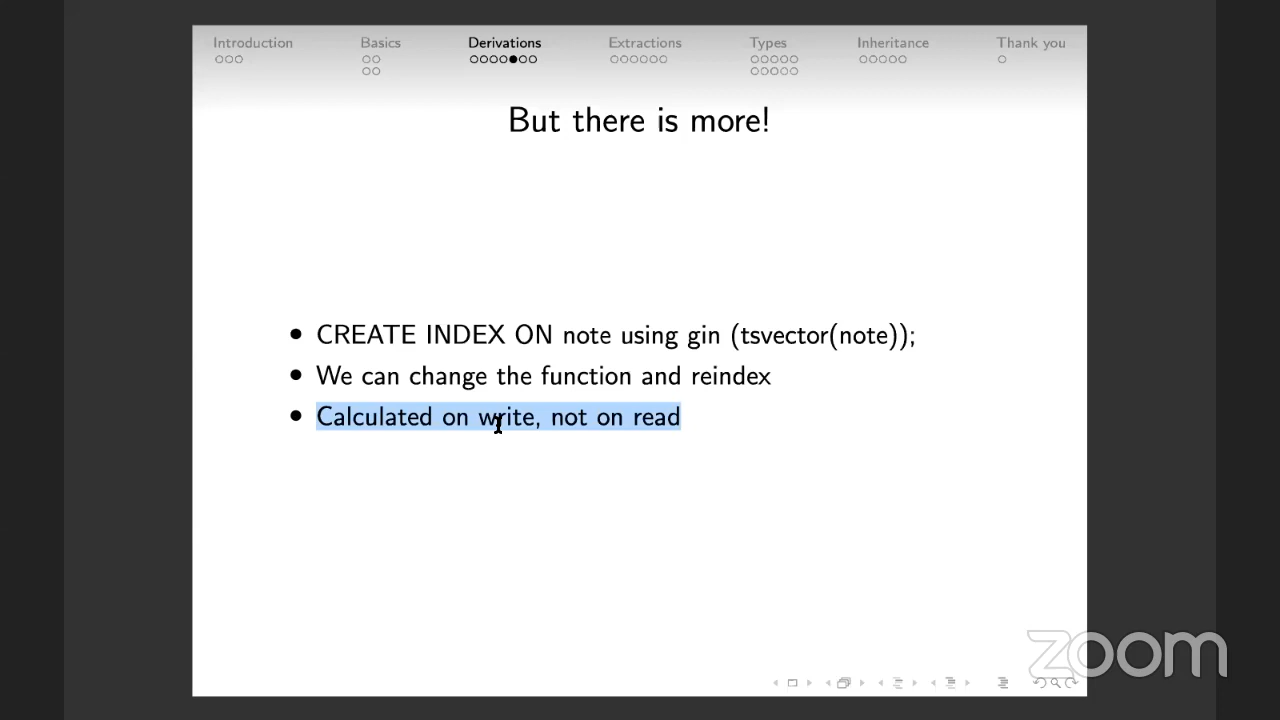 Introduction Basics Derivations Extractions Types Inheritance Thank you
But there is more!
CREATE INDEX ON note using gin (tsvector(note));
We can change the function and reindex
Calculated on write, not on read
zoom